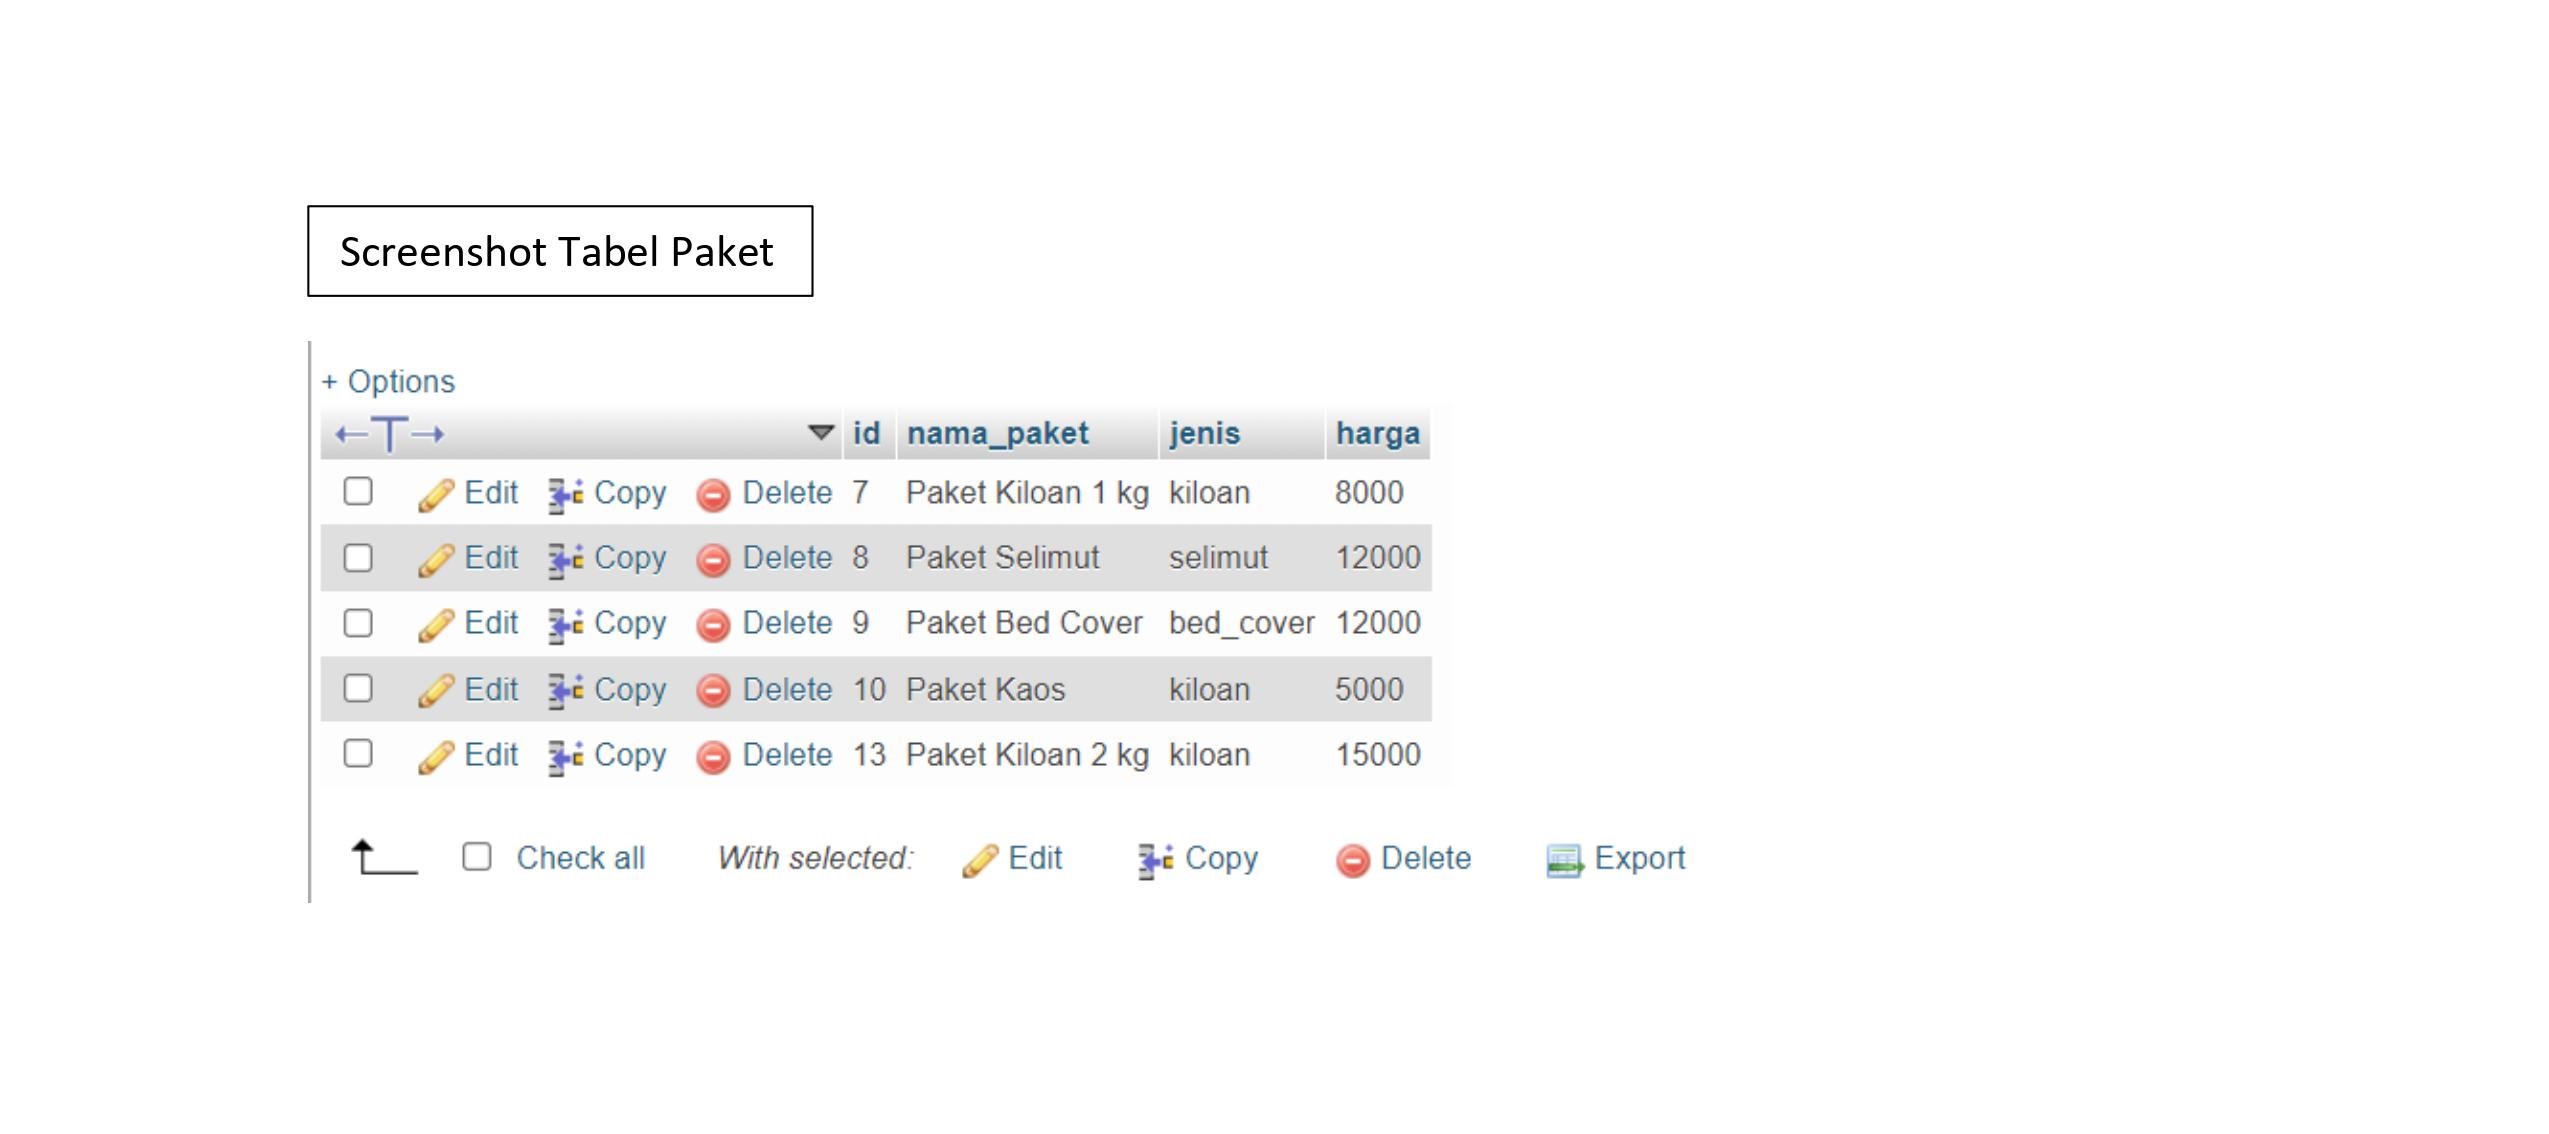 Screenshot Tabel Paket
+ Options
id nama_paket jenis harga
Edit Copy Delete 7 Paket Kiloan 1 kg kiloan 8000
Edit Copy Delete 8 Paket Selimut selimut 12000
Edit Copy Delete 9 Paket Bed Cover bed_cover 12000
Edit Copy Delete 10 Paket Kaos kiloan 5000
Edit Copy Delete 13 Paket Kiloan 2 kg kiloan 15000
Check all With selected: Edit Copy Delete Export